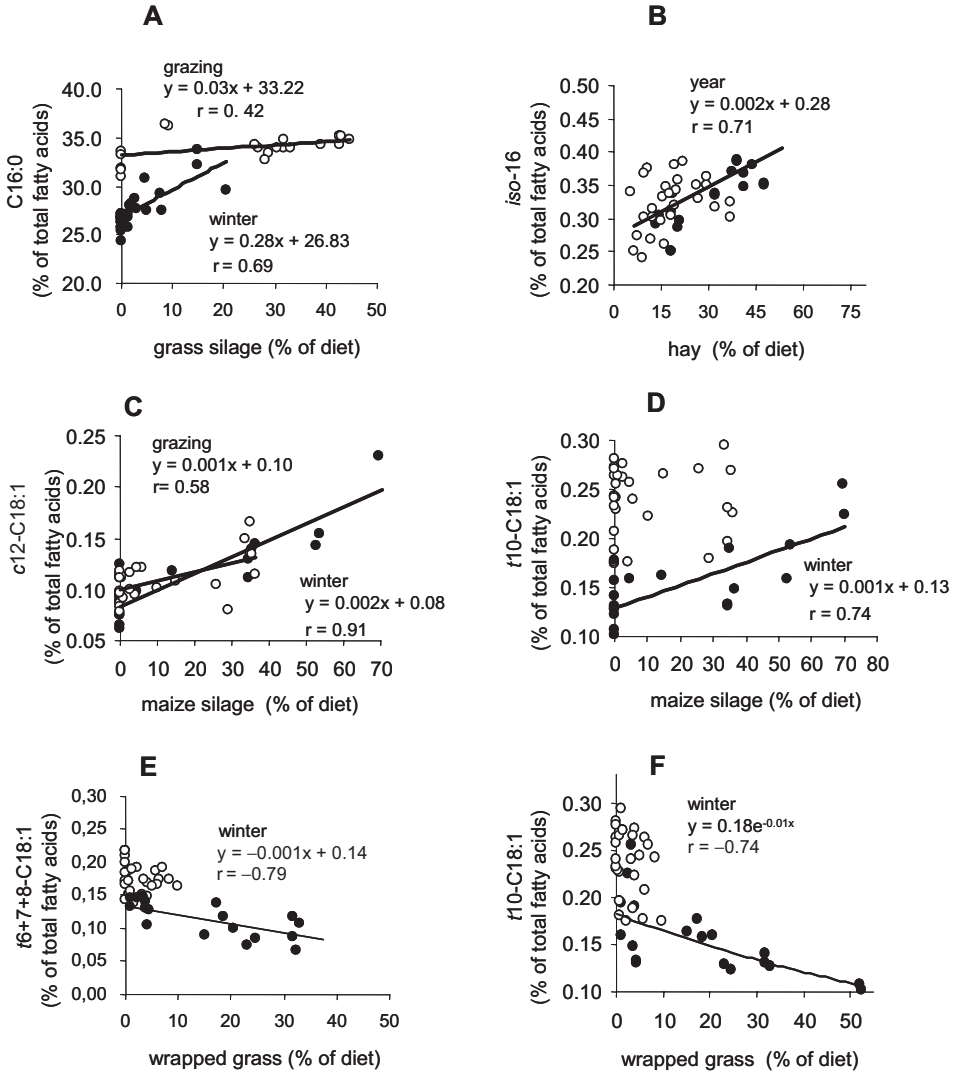 A
grazing
y = 0.03x + 33.22
r = 0. 42
40.0
35.0
30.0
25.0
20.0
C16:0
(% of total fatty acids)
winter
y = 0.28x + 26.83
r = 0.69
0 10 20 30 40 50
grass silage (% of diet)
B
year
y = 0.002x + 0.28
r = 0.71
0.50
0.40
0.35
0.30
0.25
0.20
iso-16
(% of total fatty acids)
0 15 30 45 60 75
hay (% of diet)
C
grazing
y = 0.001x + 0.10
r= 0.58
0.25
0.20
0.15
0.10
0.05
c12-C18:1
(% of total fatty acids)
winter
y = 0.002x + 0.08
r = 0.91
0 10 20 30 40 50 60 70
maize silage (% of diet)
D
0.30
0.25
0.20
0.15
0.10
t10-C18:1
(% of total fatty acids)
winter
y = 0.001x + 0.13
r = 0.74
0 10 20 30 40 50 60 70 80
maize silage (% of diet)
E
0,30
0,25
0,20
0,15
0,10
0,05
0,00
t6+7+8-C18:1
(% of total fatty acids)
winter
y = –0.001x + 0.14
r = –0.79
0 10 20 30 40 50
wrapped grass (% of diet)
F
0.30
0.25
0.20
0.15
0.10
t10-C18:1
(% of total fatty acids)
winter
y = 0.18e-0.01x
r = –0.74
0 10 20 30 40 50
wrapped grass (% of diet)